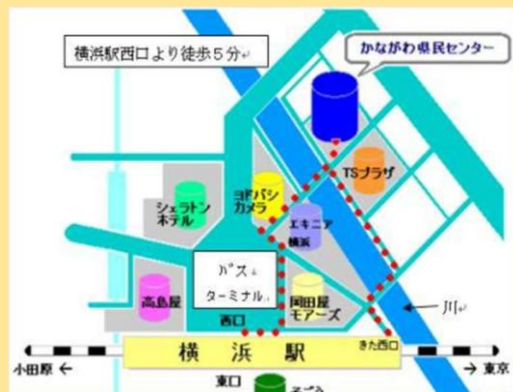 横浜駅西口より徒歩５分
かながわ県民センター
TSプラザ
ヨドバシ
カメラ
シェラトン
ホテル
エキニア
横浜
バス
ターミナル
岡田屋
モアーズ
高島屋
川
西口
横浜駅
きた西口
小田原 ←
→ 東京
東口
そごう